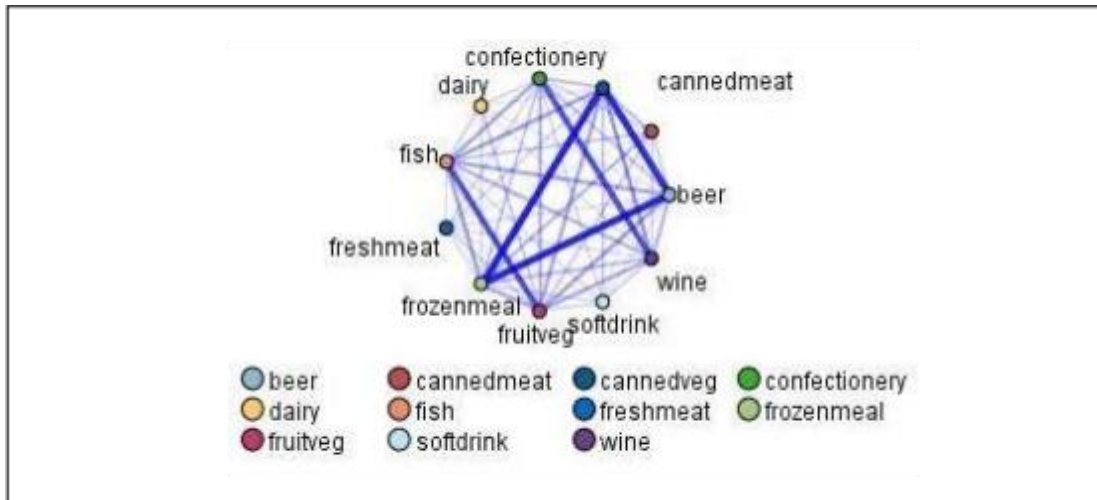 confectionery
dairy
cannedmeat
fish
beer
freshmeat
wine
frozenmeal
softdrink
fruitveg
beer cannedmeat cannedveg confectionery
dairy fish freshmeat frozenmeal
fruitveg softdrink wine